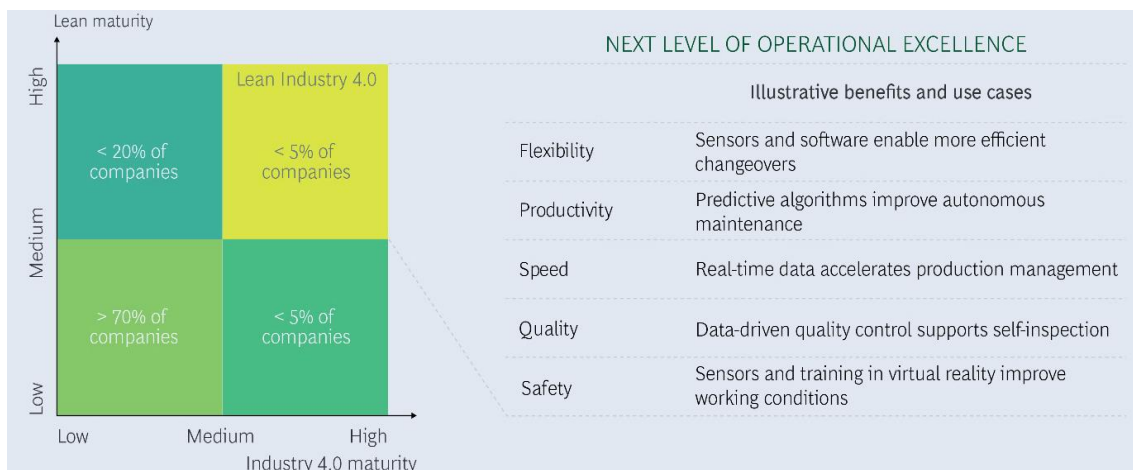 Lean maturity
High
Medium
Low
Lean Industry 4.0
< 20% of
companies
< 5% of
companies
> 70% of
companies
< 5% of
companies
Low
Medium
High
Industry 4.0 maturity
NEXT LEVEL OF OPERATIONAL EXCELLENCE
Illustrative benefits and use cases
Flexibility
Sensors and software enable more efficient
changeovers
Productivity
Predictive algorithms improve autonomous
maintenance
Speed
Real-time data accelerates production management
Quality
Data-driven quality control supports self-inspection
Safety
Sensors and training in virtual reality improve
working conditions